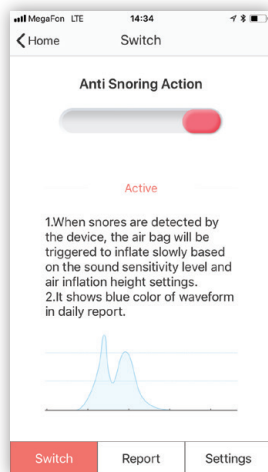 MegaFon LTE 14:34
Home Switch
Anti Snoring Action
Active
1.When snores are detected by
the device, the air bag will be
triggered to inflate slowly based
on the sound sensitivity level and
air inflation height settings.
2.It shows blue color of waveform
in daily report.
Switch Report Settings